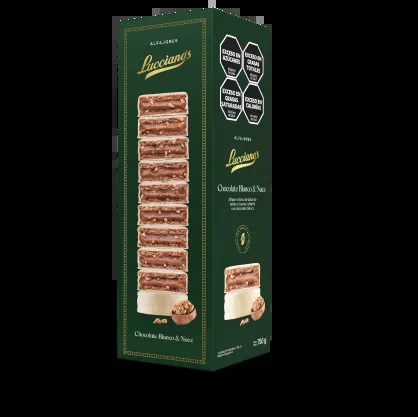 ALFAJORES
Lucciano's
Chocolate Blanco & Nuez
EXCESO EN
AZÚCARES
EXCESO EN
GRASAS
TOTALES
EXCESO EN
GRASAS
SATURADAS
EXCESO EN
CALORÍAS
ALFAJORES
Lucciano's
Chocolate Blanco & Nuez
750 g